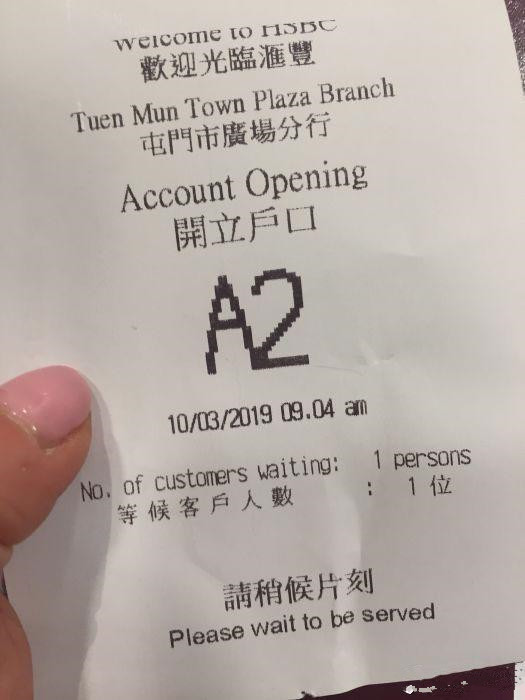 Welcome to HSBC
歡迎光臨滙豐
Tuen Mun Town Plaza Branch
屯門市廣場分行
Account Opening
開立戶口
A2
10/03/2019 09.04 am
No. of customers waiting: 1 persons
等候客戶人數 : 1 位
請稍候片刻
Please wait to be served